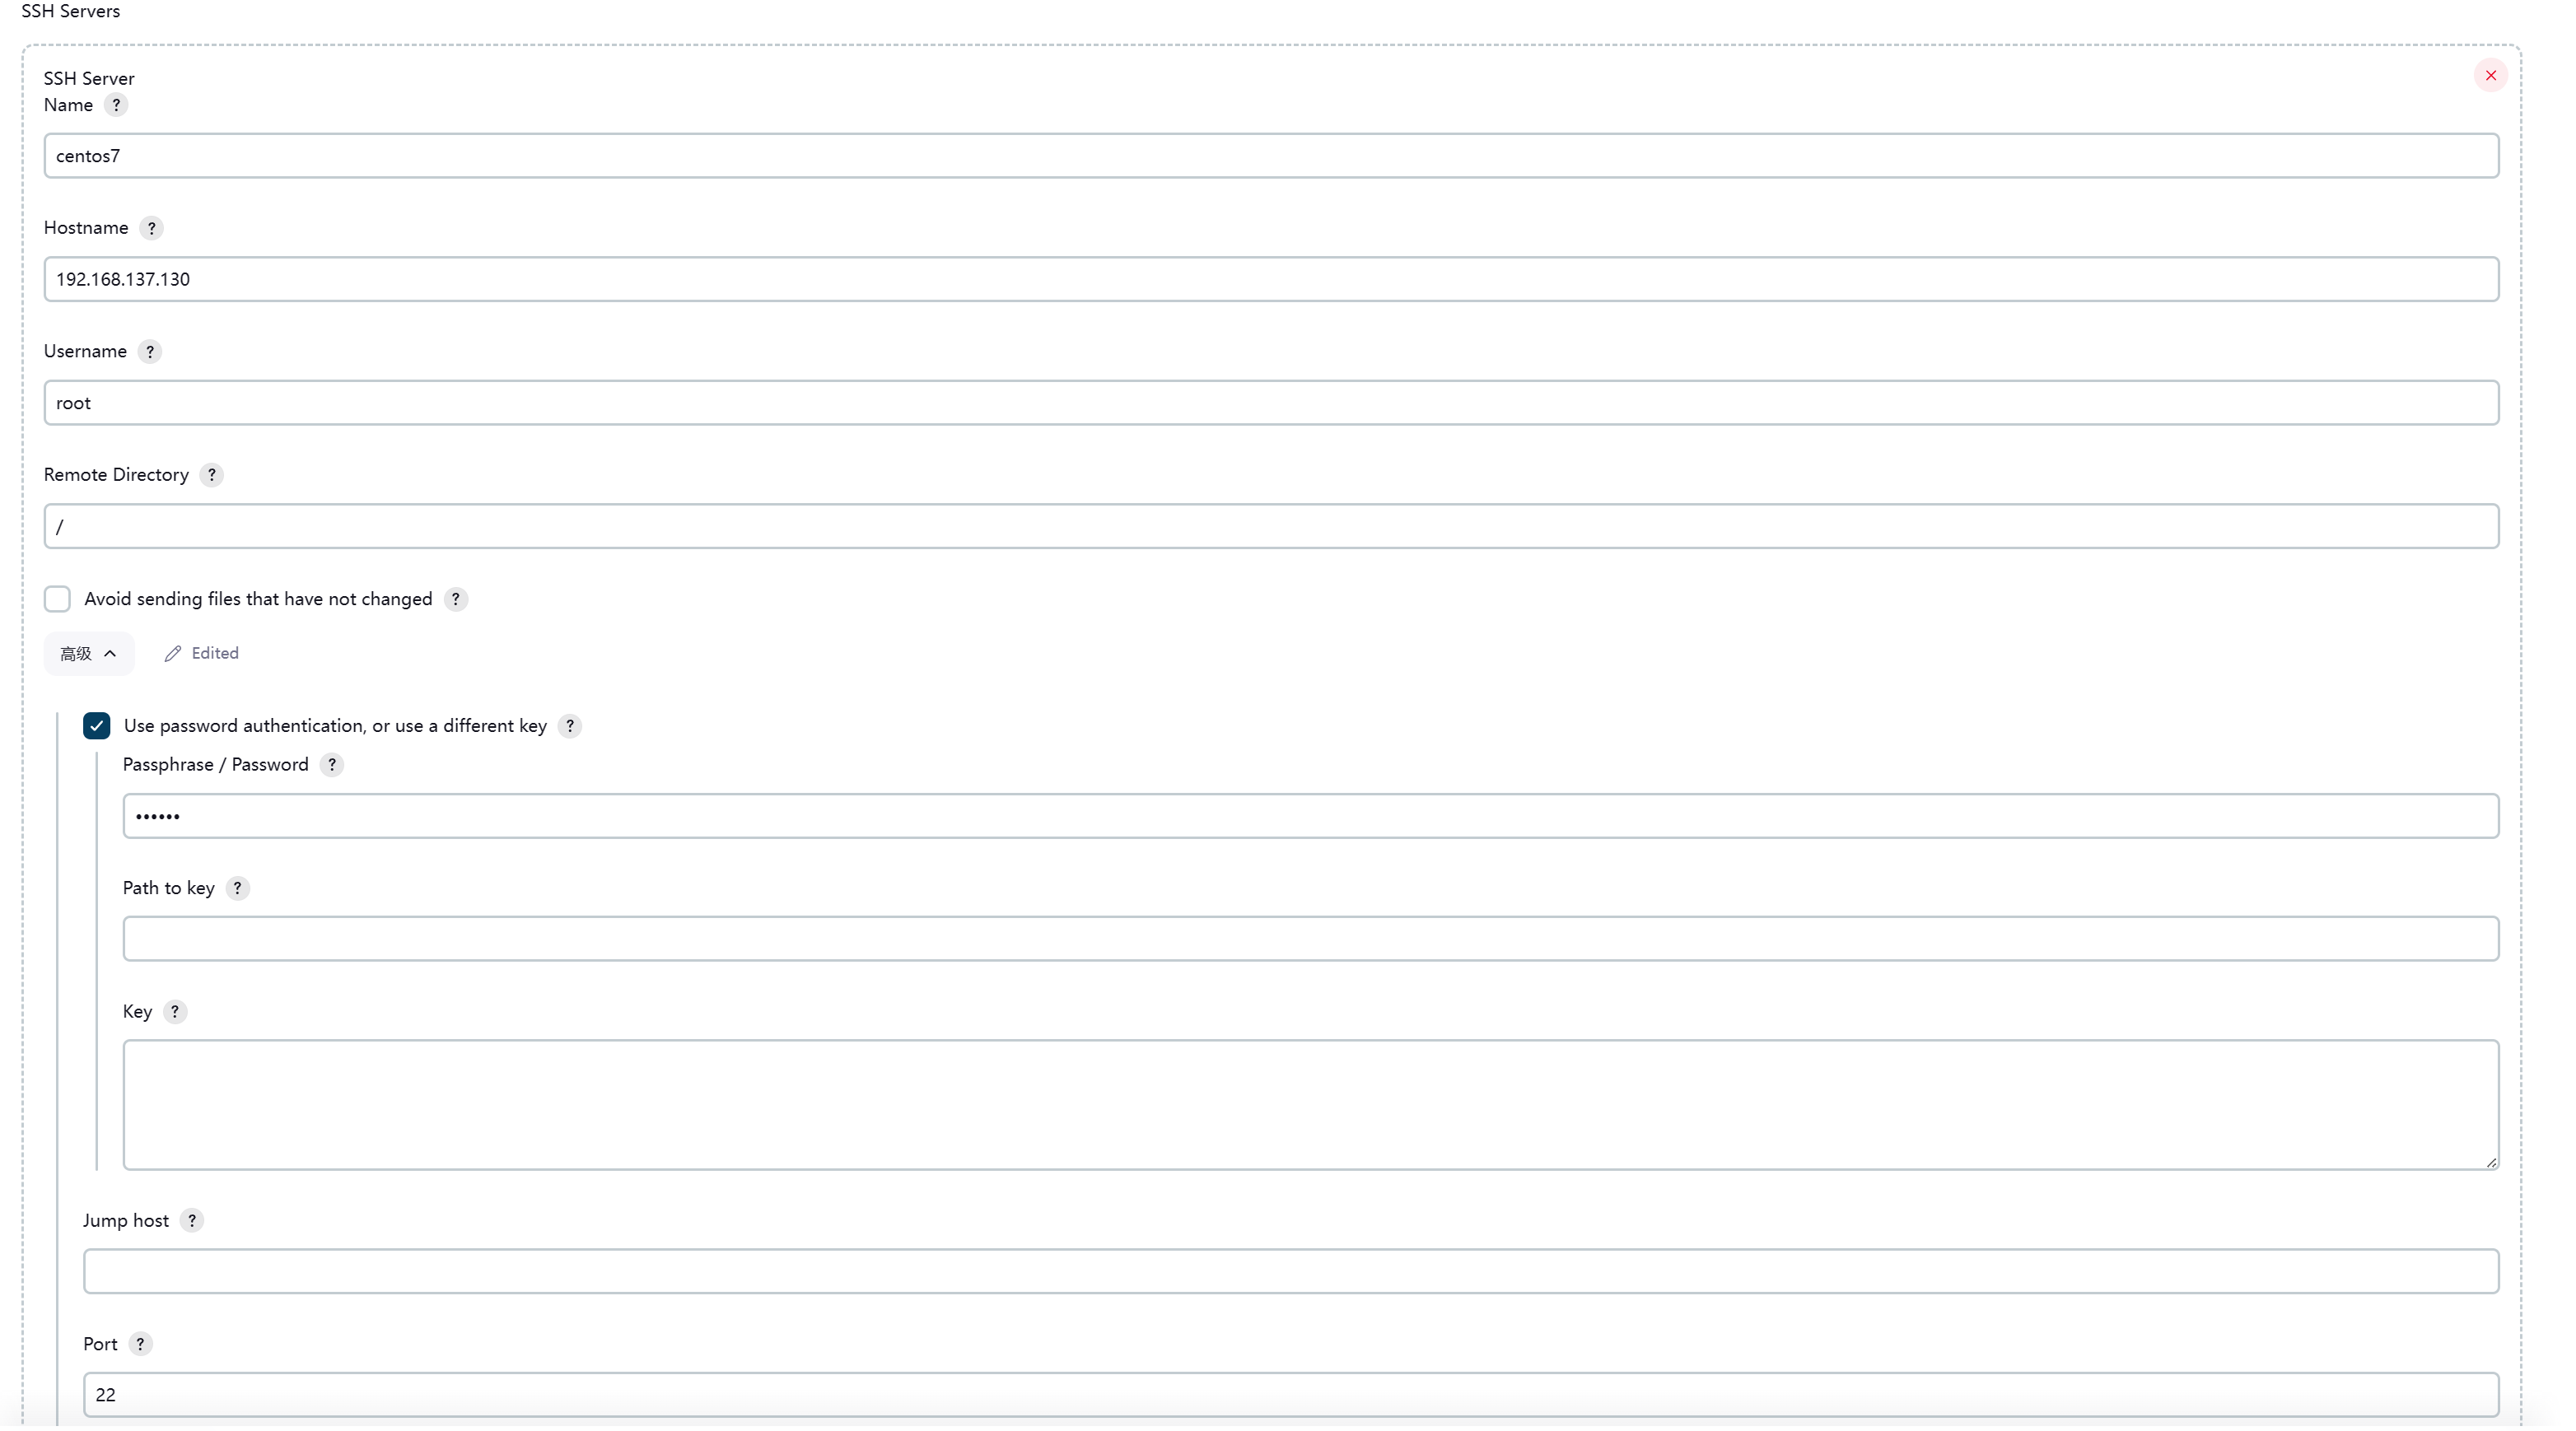 SSH Servers
SSH Server
Name ?
centos7
Hostname ?
192.168.137.130
Username ?
root
Remote Directory ?
/
Avoid sending files that have not changed ?
高级 Edited
Use password authentication, or use a different key ?
Passphrase / Password ?
••••••
Path to key ?
Key ?
Jump host ?
Port ?
22